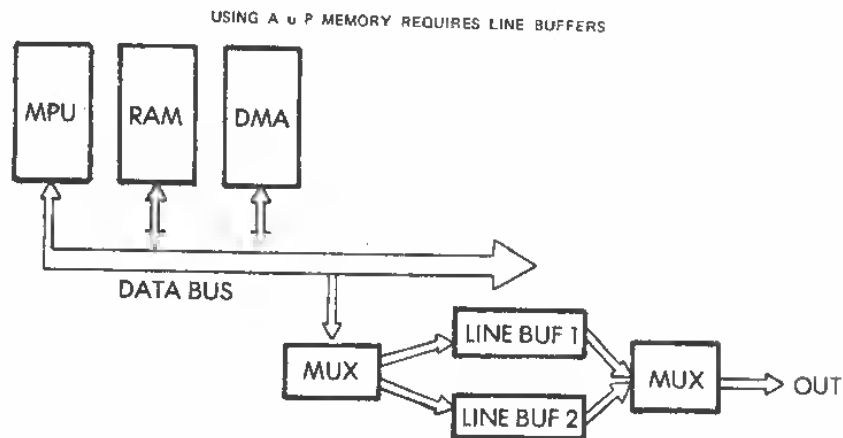 USING A u P MEMORY REQUIRES LINE BUFFERS
MPU
RAM
DMA
DATA BUS
LINE BUF 1
MUX
MUX
OUT
LINE BUF 2